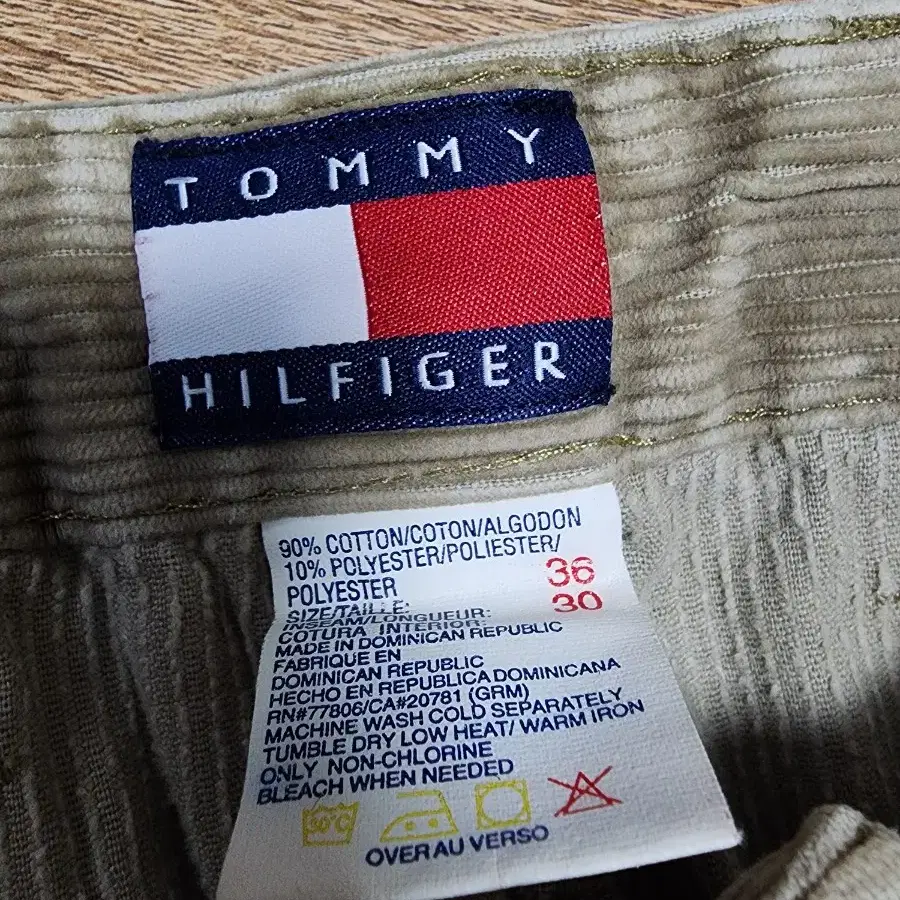 TOMMY
HILFIGER
90% COTTON/COTON/ALGODON
10% POLYESTER/POLIESTER/
POLYESTER
36
SIZE/TAILLE:
30
INSEAM/LONGUEUR:
COTURA INTERIOR:
MADE IN DOMINICAN REPUBLIC
FABRIQUE EN
DOMINICAN REPUBLIC
HECHO EN REPUBLICA DOMINICANA
RN#77806/CA#20781 (GRM)
MACHINE WASH COLD SEPARATELY
TUMBLE DRY LOW HEAT/ WARM IRON
ONLY NON-CHLORINE
BLEACH WHEN NEEDED
30°C
OVER AU VERSO